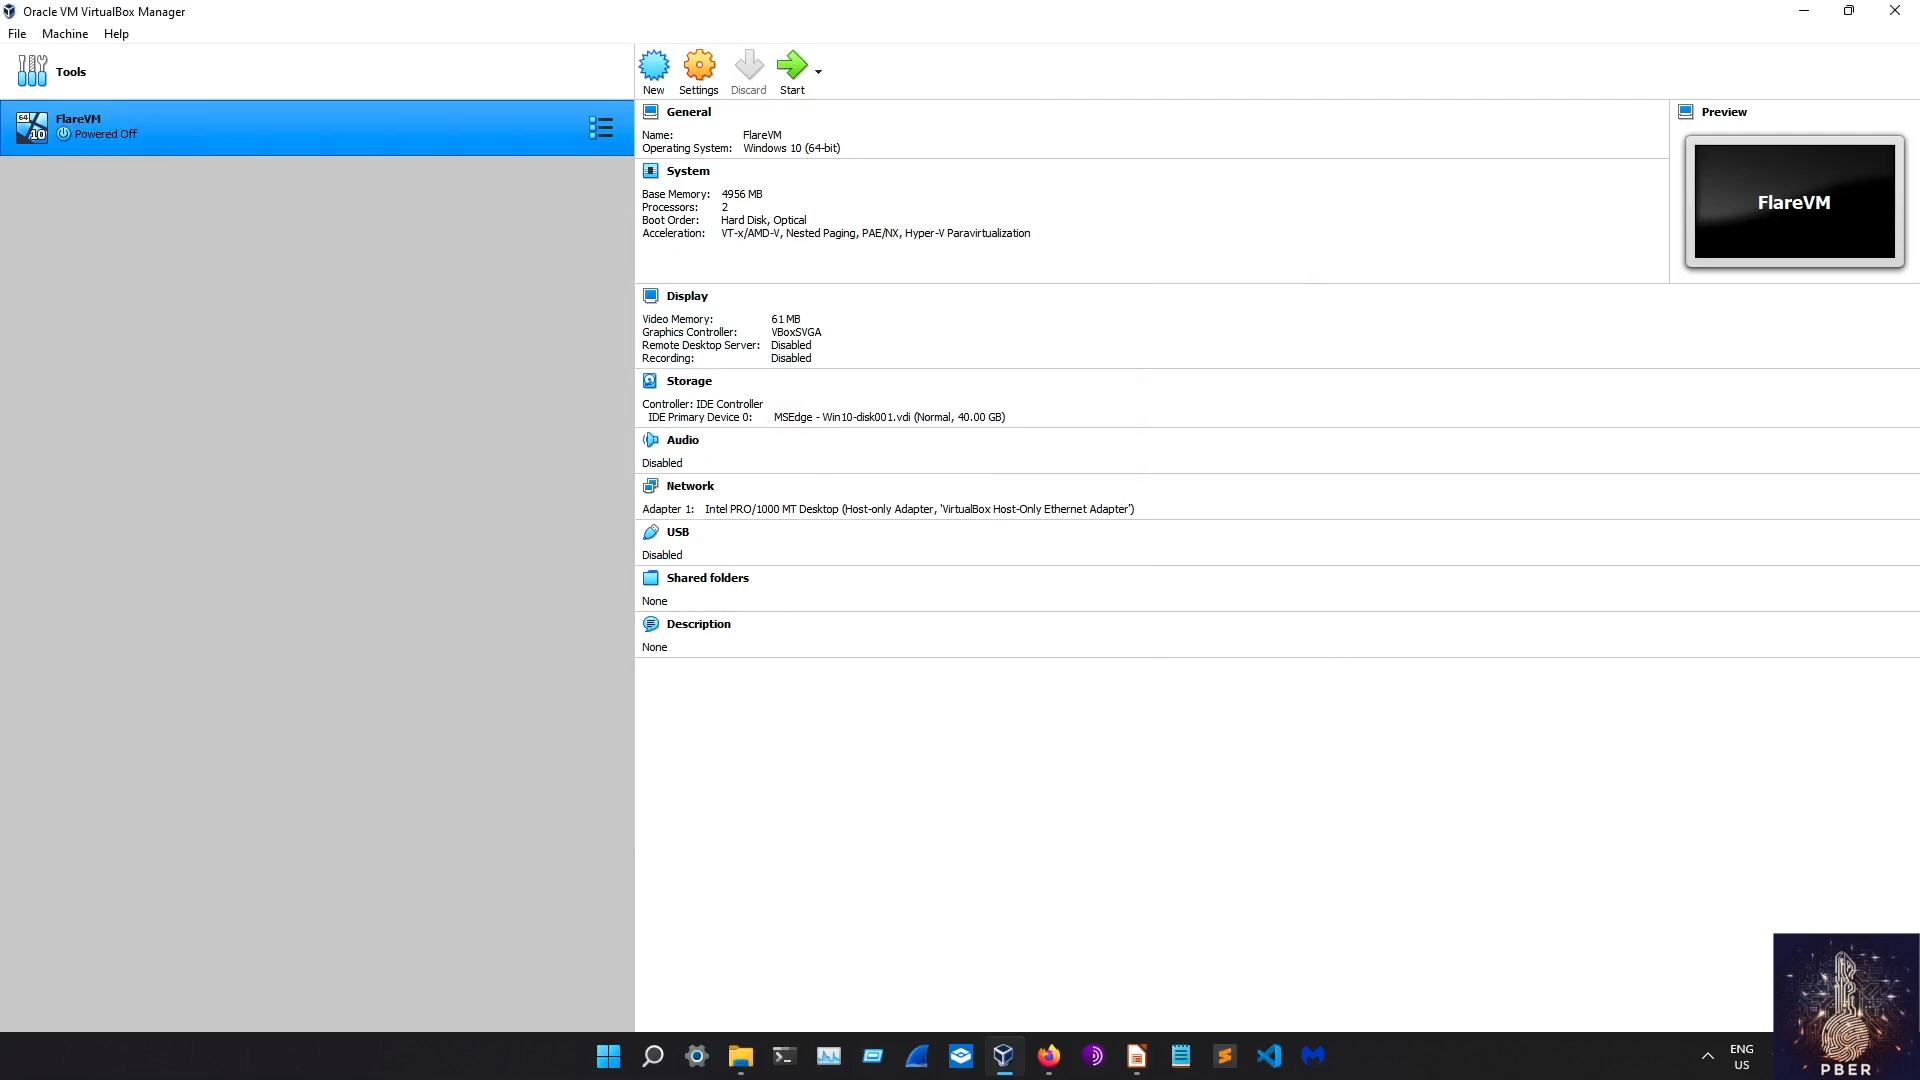 Oracle VM VirtualBox Manager
File Machine Help
Tools
New Settings Discard Start
64
10
FlareVM
Powered Off
General
Name: FlareVM
Operating System: Windows 10 (64-bit)
Preview
FlareVM
System
Base Memory: 4956 MB
Processors: 2
Boot Order: Hard Disk, Optical
Acceleration: VT-x/AMD-V, Nested Paging, PAE/NX, Hyper-V Paravirtualization
Display
Video Memory: 61 MB
Graphics Controller: VBoxSVGA
Remote Desktop Server: Disabled
Recording: Disabled
Storage
Controller: IDE Controller
IDE Primary Device 0: MSEdge - Win10-disk001.vdi (Normal, 40.00 GB)
Audio
Disabled
Network
Adapter 1: Intel PRO/1000 MT Desktop (Host-only Adapter, 'VirtualBox Host-Only Ethernet Adapter')
USB
Disabled
Shared folders
None
Description
None
ENG
US
PBER